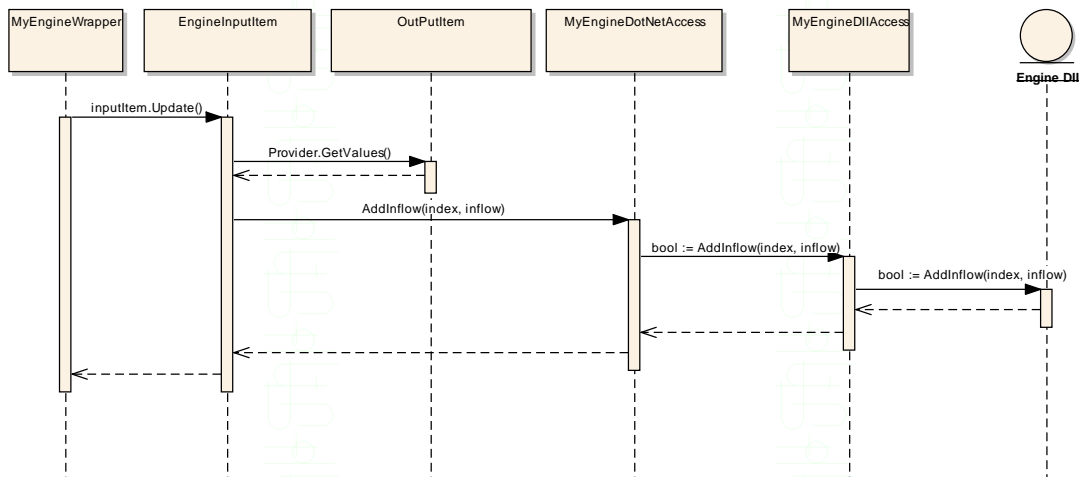 MyEngineWrapper
EngineInputItem
OutPutItem
MyEngineDotNetAccess
MyEngineDllAccess
Engine Dll
inputItem.Update()
Provider.GetValues()
AddInflow(index, inflow)
bool := AddInflow(index, inflow)
bool := AddInflow(index, inflow)